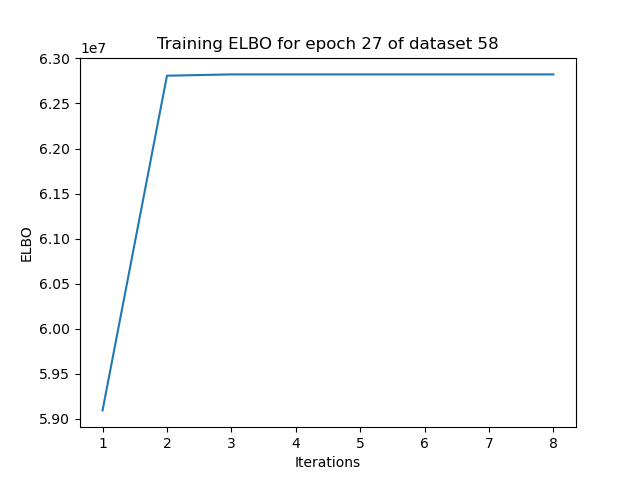 Training ELBO for epoch 27 of dataset 58
1e7
6.30
6.25
6.20
6.15
6.10
6.05
6.00
5.95
5.90
ELBO
1 2 3 4 5 6 7 8
Iterations